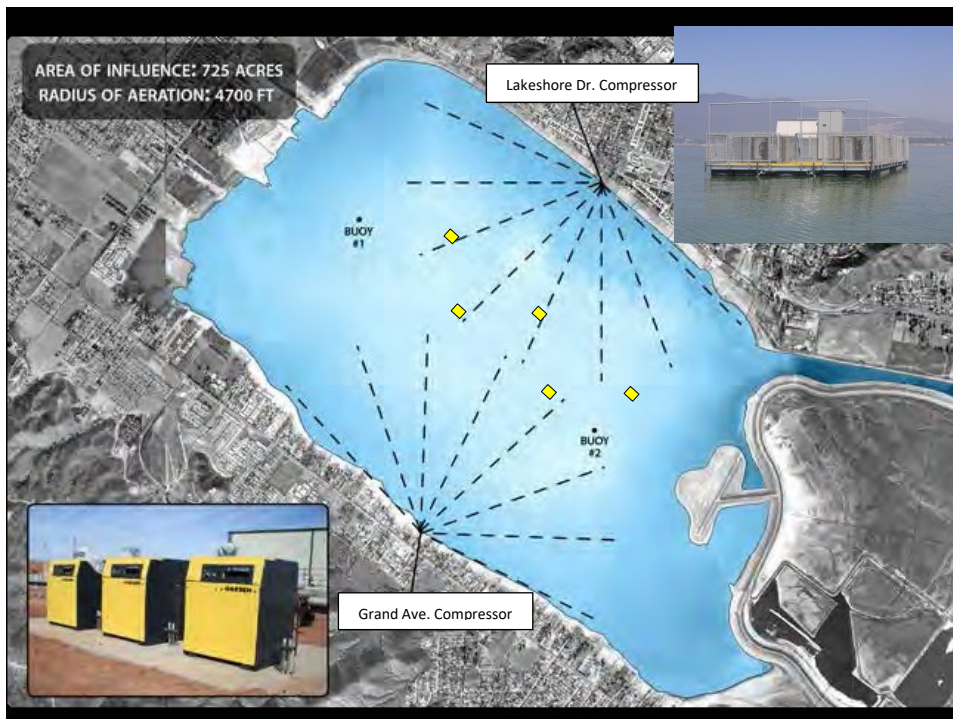 AREA OF INFLUENCE: 725 ACRES
RADIUS OF AERATION: 4700 FT
Lakeshore Dr. Compressor
BUOY
#1
BUOY
#2
Grand Ave. Compressor